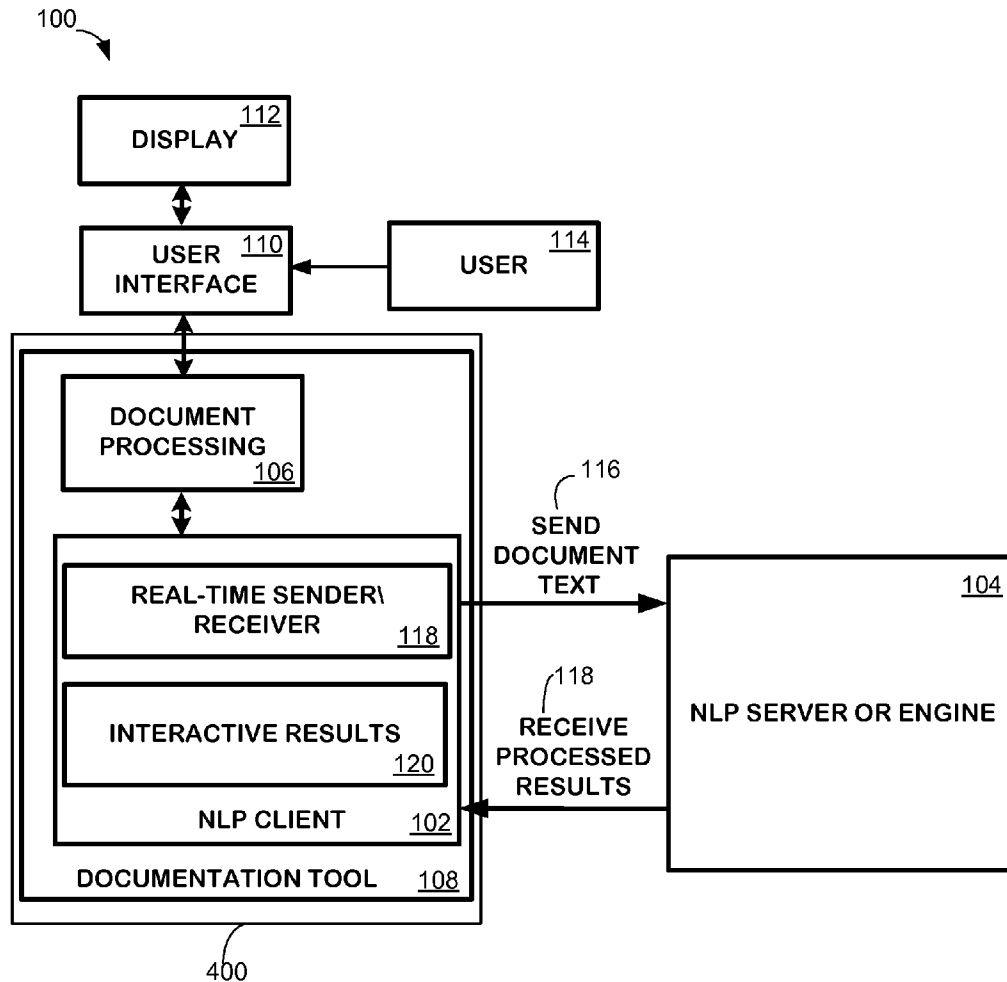 100
112
DISPLAY
110
USER
INTERFACE
114
USER
DOCUMENT
PROCESSING
106
116
SEND
DOCUMENT
TEXT
REAL-TIME SENDER\
RECEIVER
118
104
NLP SERVER OR ENGINE
118
RECEIVE
PROCESSED
RESULTS
INTERACTIVE RESULTS
120
NLP CLIENT
102
DOCUMENTATION TOOL
108
400